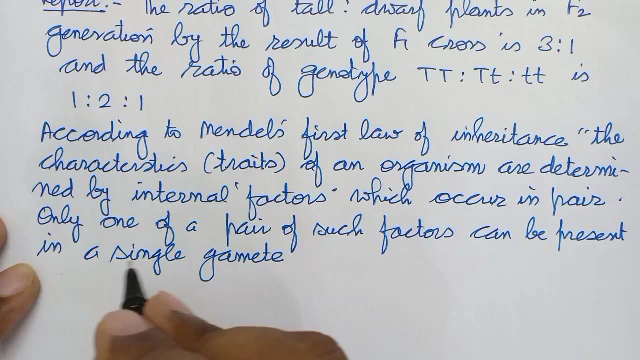 Report:- The ratio of tall : dwarf plants in F2
generation by the result of F1 cross is 3:1
and the ratio of genotype TT : Tt : tt is
1 : 2 : 1
According to Mendel's first law of inheritance "the
characteristics (traits) of an organism are determi-
ned by internal 'factors' which occur in pair.
Only one of a pair of such factors can be present
in a single gamete